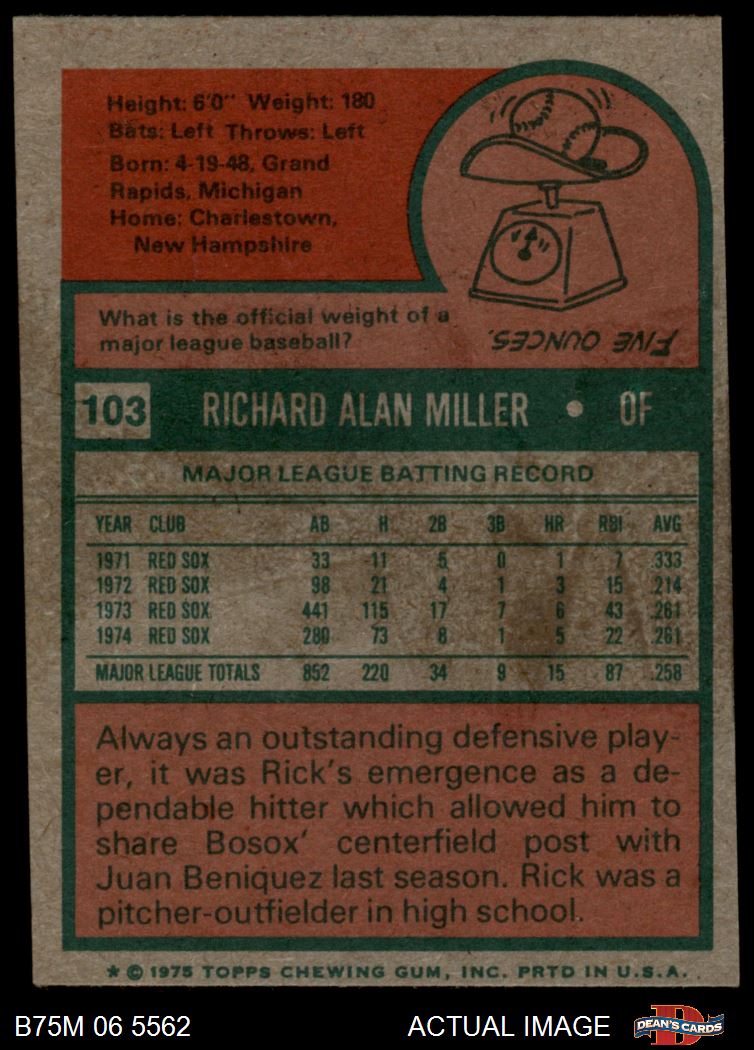 Height: 6'0" Weight: 180
Bats: Left Throws: Left
Born: 4-19-48, Grand
Rapids, Michigan
Home: Charlestown,
New Hampshire
What is the official weight of a
major league baseball?
FIVE OUNCES.
103 RICHARD ALAN MILLER • OF
MAJOR LEAGUE BATTING RECORD
YEAR CLUB AB H 2B 3B HR RBI AVG
1971 RED SOX 33 11 5 0 1 7 .333
1972 RED SOX 98 21 4 1 3 15 .214
1973 RED SOX 441 115 17 7 6 43 .261
1974 RED SOX 280 73 8 1 5 22 .261
MAJOR LEAGUE TOTALS 852 220 34 9 15 87 .258
Always an outstanding defensive play-
er, it was Rick's emergence as a de-
pendable hitter which allowed him to
share Bosox' centerfield post with
Juan Beniquez last season. Rick was a
pitcher-outfielder in high school.
* © 1975 TOPPS CHEWING GUM, INC. PRTD IN U.S.A.
B75M 06 5562 ACTUAL IMAGE DEAN'S CARDS